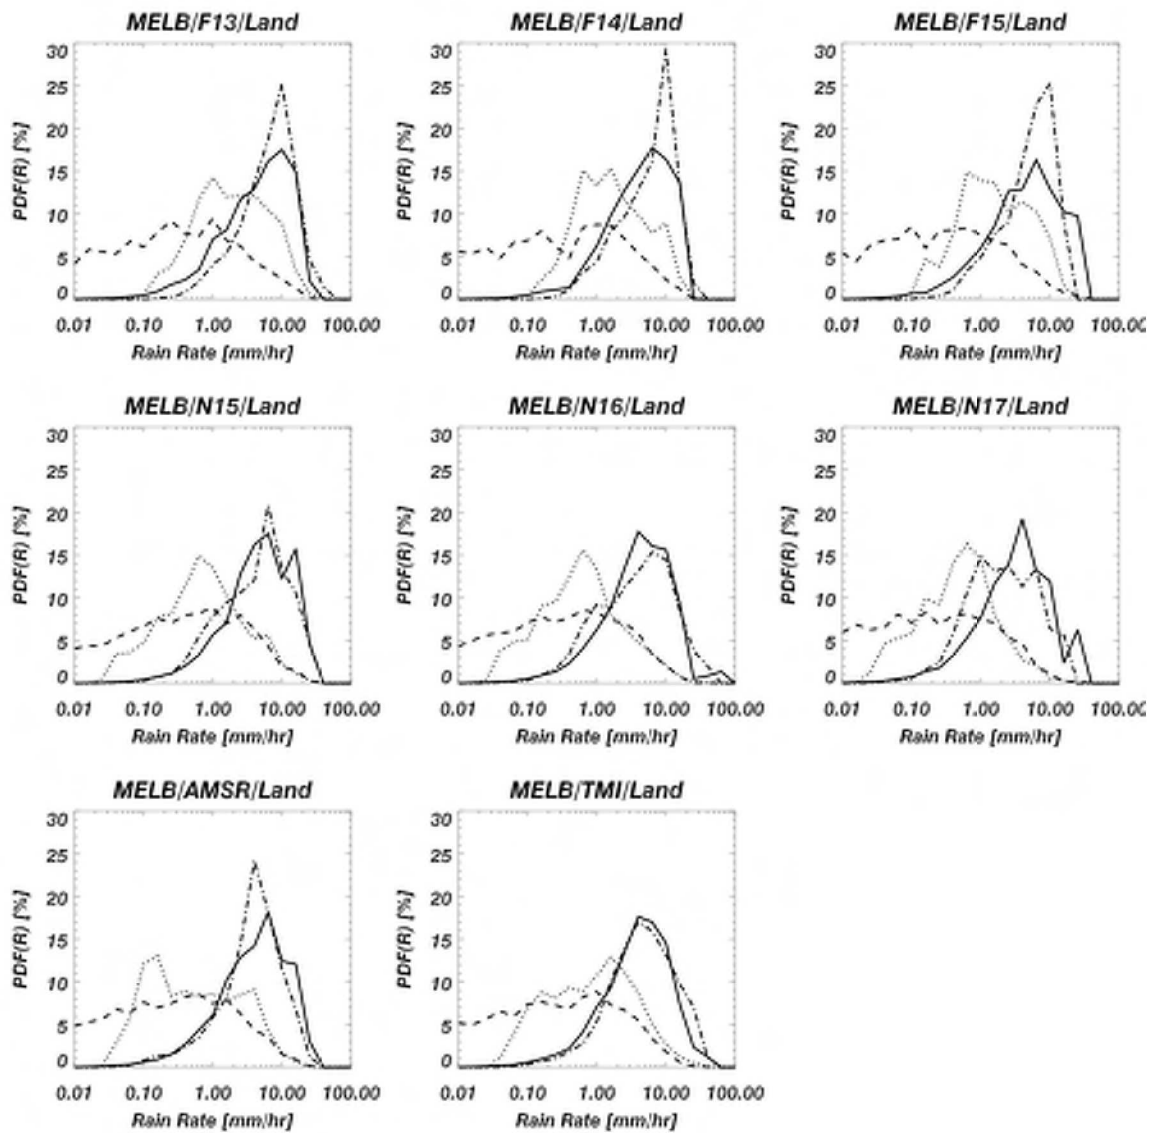 MELB/F13/Land
MELB/F14/Land
MELB/F15/Land
PDF(R) [%]
30
25
20
15
10
5
0
PDF(R) [%]
30
25
20
15
10
5
0
PDF(R) [%]
30
25
20
15
10
5
0
0.01 0.10 1.00 10.00 100.00
0.01 0.10 1.00 10.00 100.00
0.01 0.10 1.00 10.00 100.00
Rain Rate [mm/hr]
Rain Rate [mm/hr]
Rain Rate [mm/hr]
MELB/N15/Land
MELB/N16/Land
MELB/N17/Land
PDF(R) [%]
30
25
20
15
10
5
0
PDF(R) [%]
30
25
20
15
10
5
0
PDF(R) [%]
30
25
20
15
10
5
0
0.01 0.10 1.00 10.00 100.00
0.01 0.10 1.00 10.00 100.00
0.01 0.10 1.00 10.00 100.00
Rain Rate [mm/hr]
Rain Rate [mm/hr]
Rain Rate [mm/hr]
MELB/AMSR/Land
MELB/TMI/Land
PDF(R) [%]
30
25
20
15
10
5
0
PDF(R) [%]
30
25
20
15
10
5
0
0.01 0.10 1.00 10.00 100.00
0.01 0.10 1.00 10.00 100.00
Rain Rate [mm/hr]
Rain Rate [mm/hr]